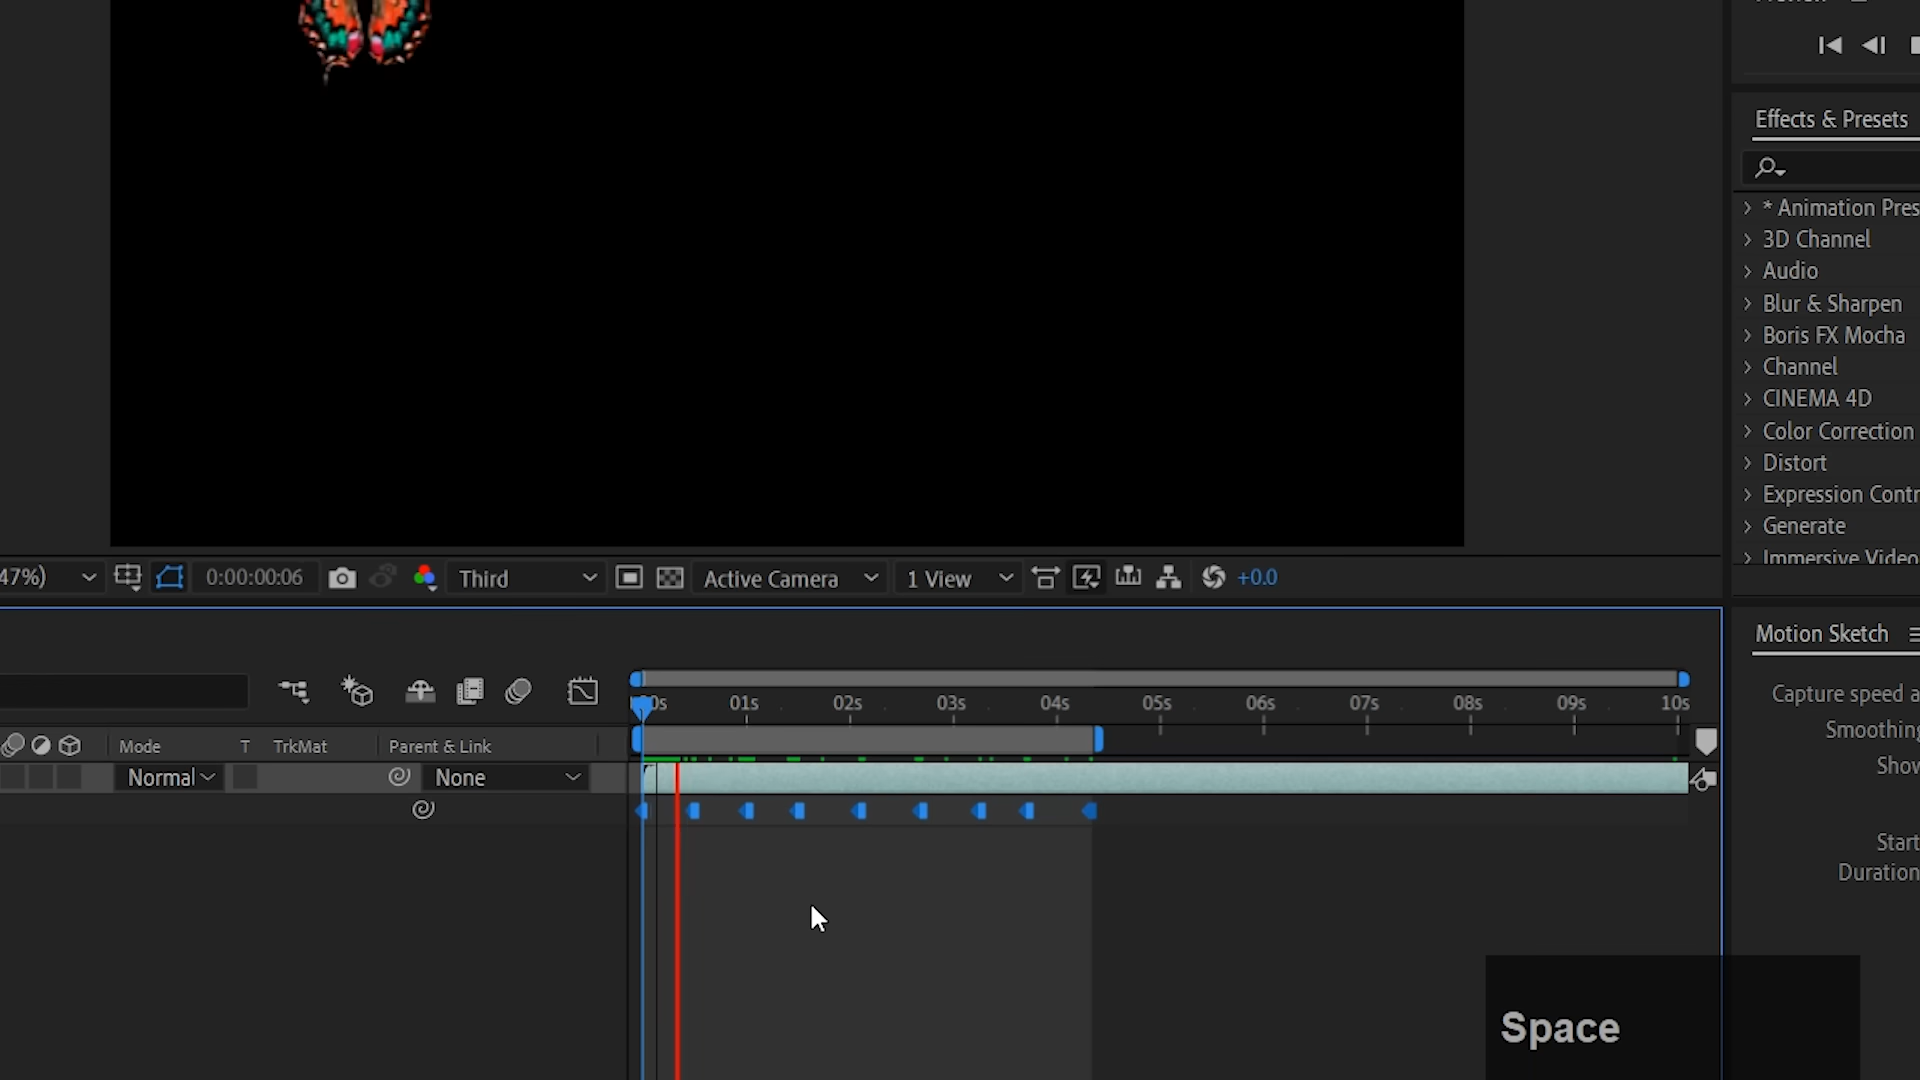 Effects & Presets
* Animation Pres
3D Channel
Audio
Blur & Sharpen
Boris FX Mocha
Channel
CINEMA 4D
Color Correction
Distort
Expression Contr
Generate
Immersive Video
47%)
0:00:00:06
Third
Active Camera
1 View
+0.0
Motion Sketch
Capture speed a
Smoothing
Show
Start
Duration
00s 01s 02s 03s 04s 05s 06s 07s 08s 09s 10s
Mode T TrkMat Parent & Link
Normal None
Space